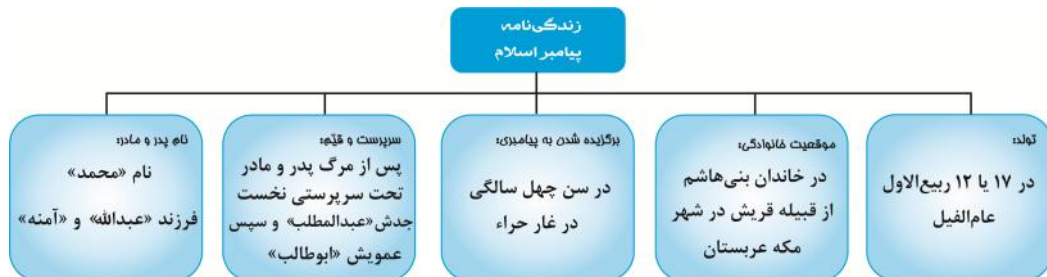 زندگی‌نامه
پیامبر اسلام
تولد:
در ۱۷ یا ۱۲ ربیع‌الاول
عام‌الفیل
موقعیت خانوادگی:
در خاندان بنی‌هاشم
از قبیله قریش در شهر
مکه عربستان
برگزیده شدن به پیامبری:
در سن چهل سالگی
در غار حراء
سرپرست و قیّم:
پس از مرگ پدر و مادر
تحت سرپرستی نخست
جدش «عبدالمطلب» و سپس
عمویش «ابوطالب»
نام پدر و مادر:
نام «محمد»
فرزند «عبدالله» و «آمنه»